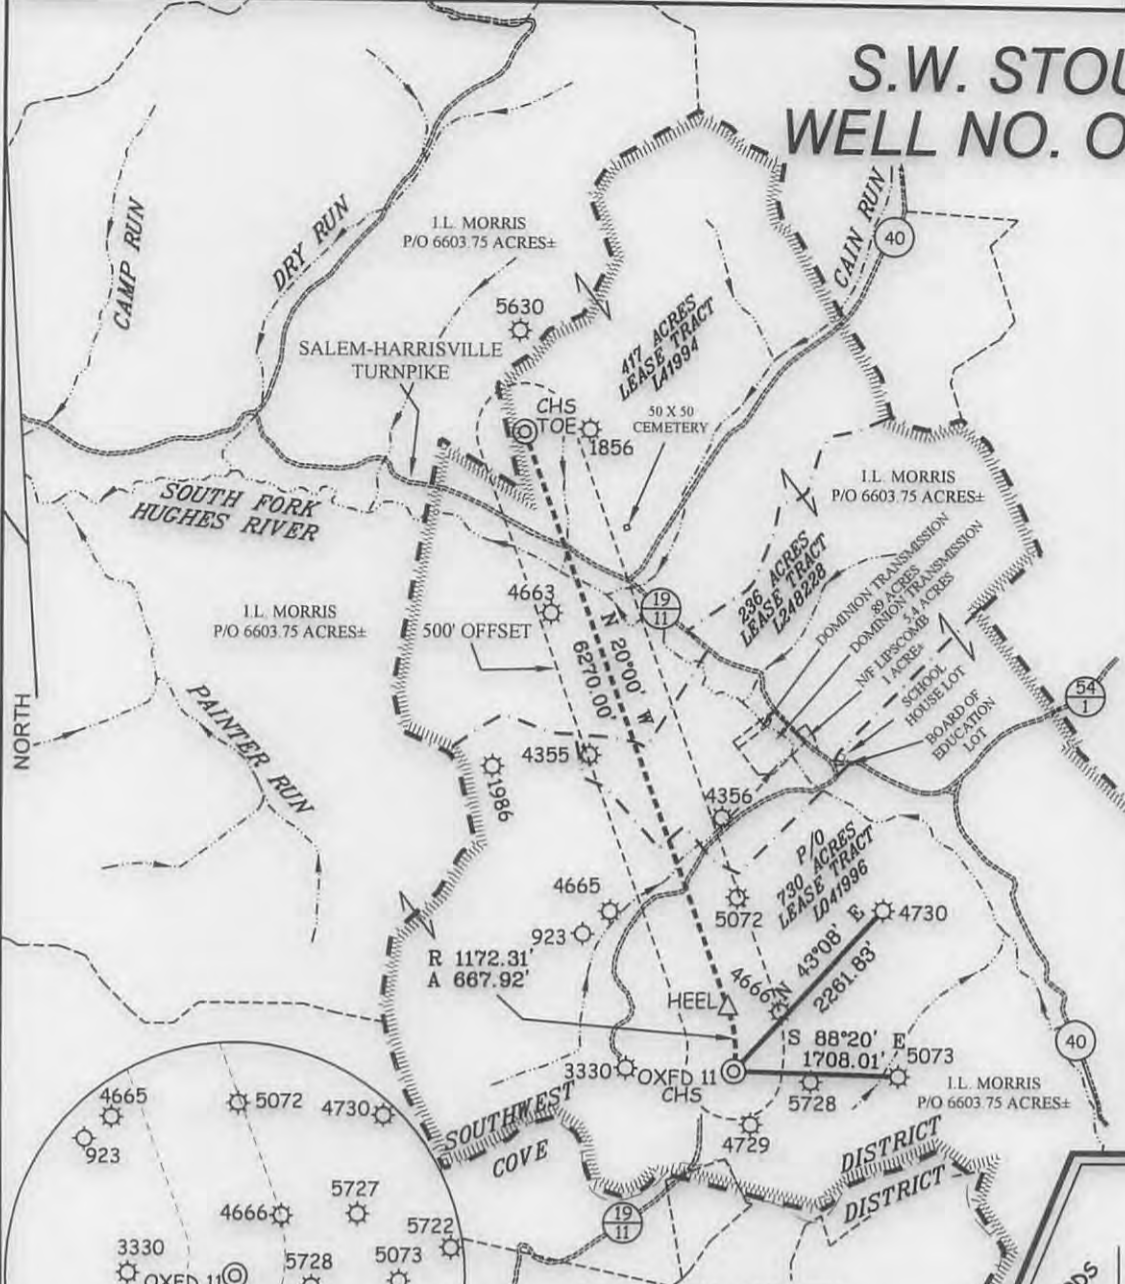 S.W. STOU
WELL NO. O
CAMP RUN
DRY RUN
I.L. MORRIS
P/O 6603.75 ACRES±
CAIN RUN
40
5630
SALEM-HARRISVILLE
TURNPIKE
417 ACRES
LEASE TRACT
L41994
CHS
TOE
1856
50 X 50
CEMETERY
I.L. MORRIS
P/O 6603.75 ACRES±
SOUTH FORK
HUGHES RIVER
236 ACRES
LEASE TRACT
L248228
DOMINION TRANSMISSION
89 ACRES
DOMINION TRANSMISSION
5.4 ACRES
N/F LIPSCOMB
1 ACRE±
SCHOOL
HOUSE LOT
BOARD OF
EDUCATION
LOT
4663
19
11
I.L. MORRIS
P/O 6603.75 ACRES±
500' OFFSET
N 20°00' W
6270.00'
54
1
NORTH
PAINTER RUN
4355
1986
4356
P/O
730 ACRES
LEASE TRACT
L041996
4665
923
5072
4730
R 1172.31'
A 667.92'
HEEL
4666
N 43°08' E
2261.83'
S 88°20' E
1708.01'
40
3330
OXFD 11
CHS
5073
5728
I.L. MORRIS
P/O 6603.75 ACRES±
4729
SOUTHWEST
COVE
DISTRICT
DISTRICT
19
11
4665
5072
4730
923
5727
4666
5722
3330
OXFD 11
5728
5073